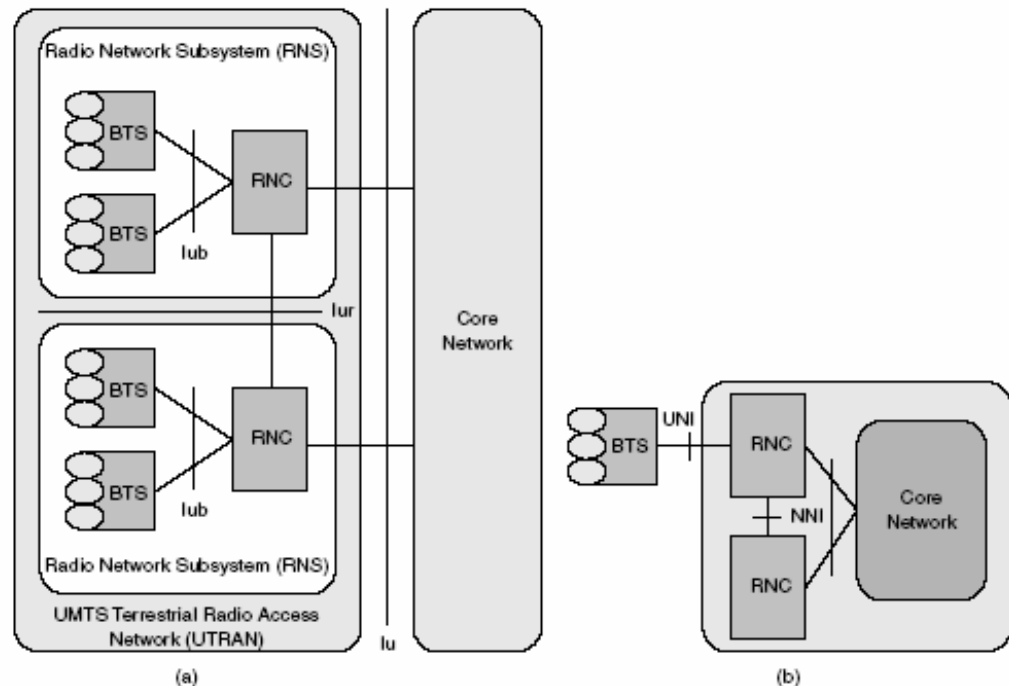 Radio Network Subsystem (RNS)
BTS
BTS
RNC
Iub
Iur
BTS
BTS
RNC
Iub
Radio Network Subsystem (RNS)
UMTS Terrestrial Radio Access
Network (UTRAN)
Iu
Core
Network
(a)
UNI
BTS
RNC
NNI
RNC
Core
Network
(b)